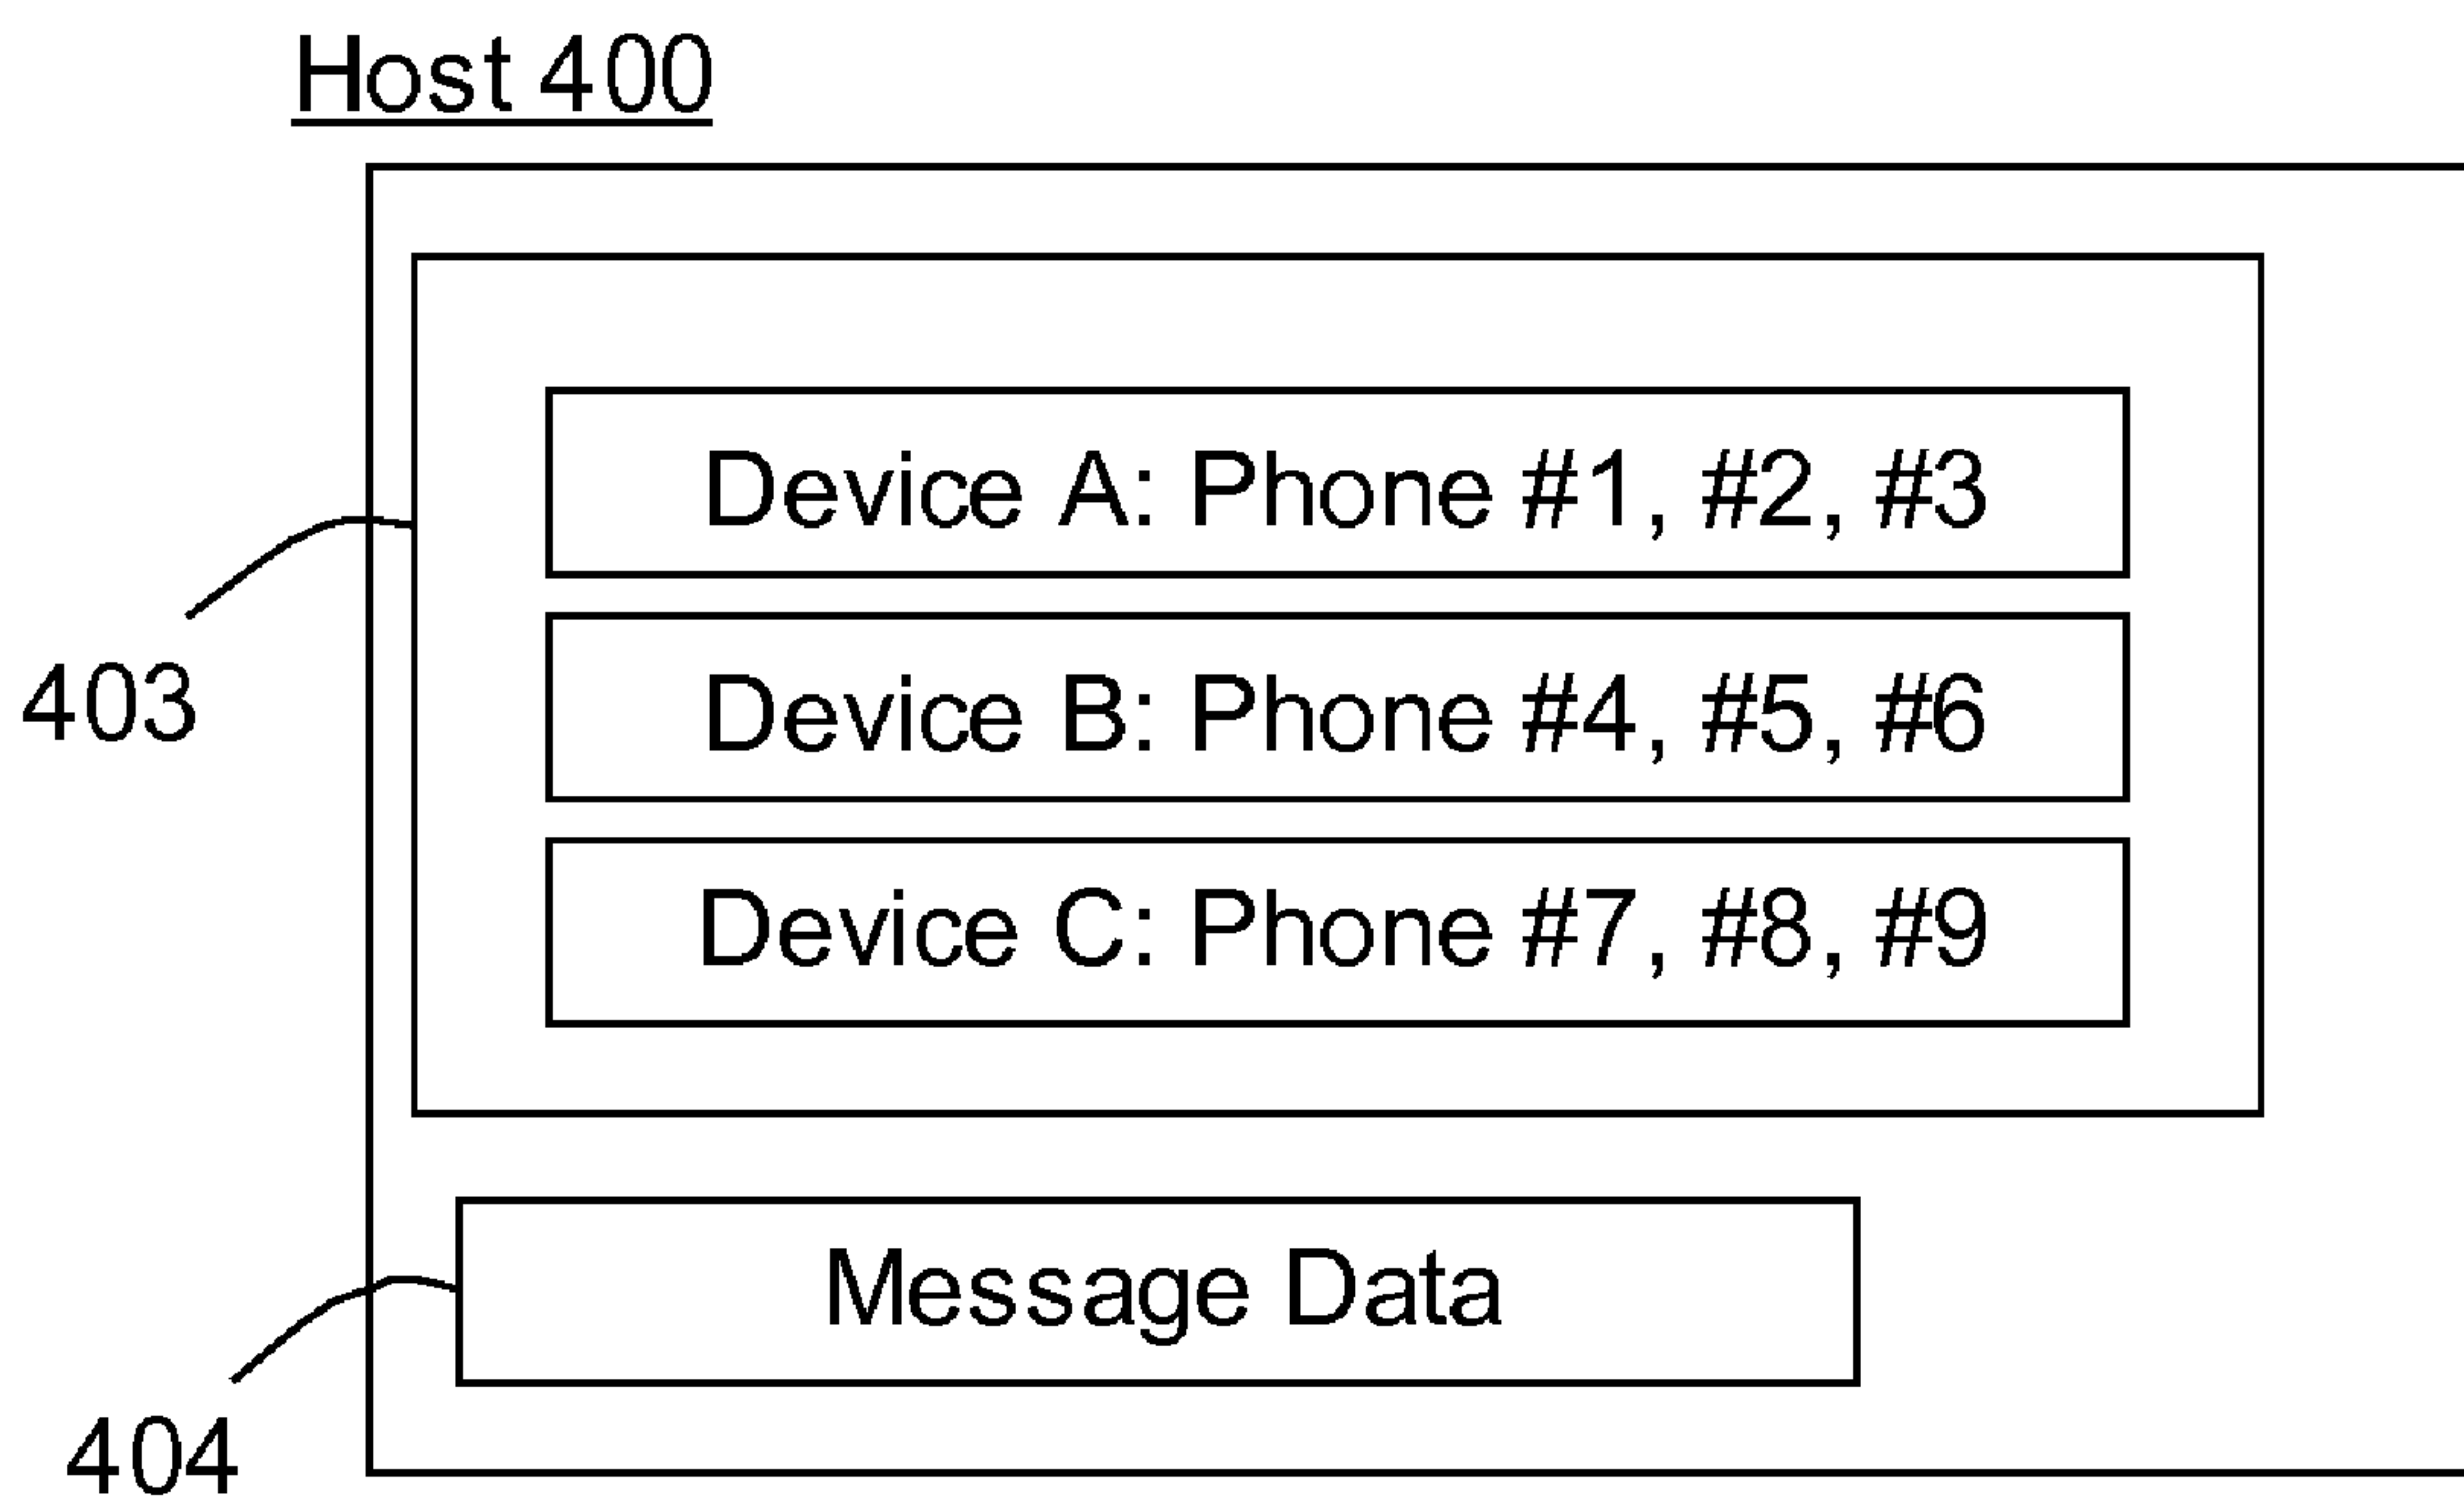 Host 400
Device A: Phone #1, #2, #3
Device B: Phone #4, #5, #6
403
Device C: Phone #7, #8, #9
Message Data
404